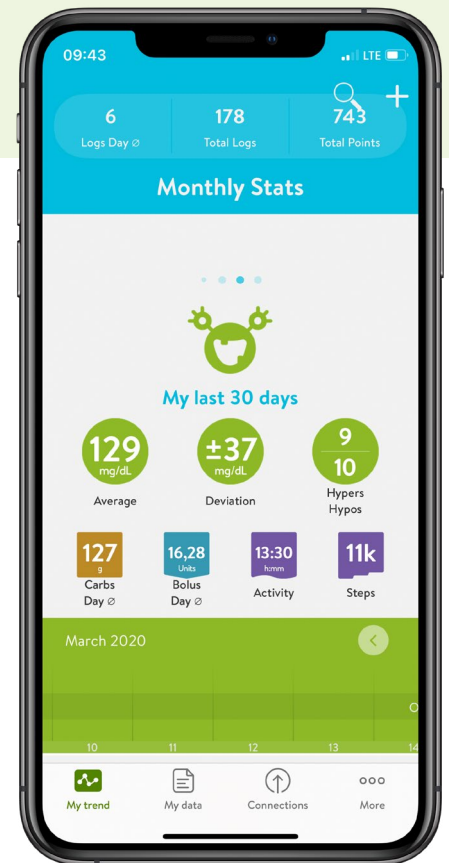 09:43
LTE
6
178
743
Logs Day ∅
Total Logs
Total Points
Monthly Stats
My last 30 days
129
mg/dL
±37
mg/dL
9
10
Average
Deviation
Hypers
Hypos
127
g
16,28
Units
13:30
h:mm
11k
Carbs
Day ∅
Bolus
Day ∅
Activity
Steps
March 2020
10
11
12
13
14
My trend
My data
Connections
More